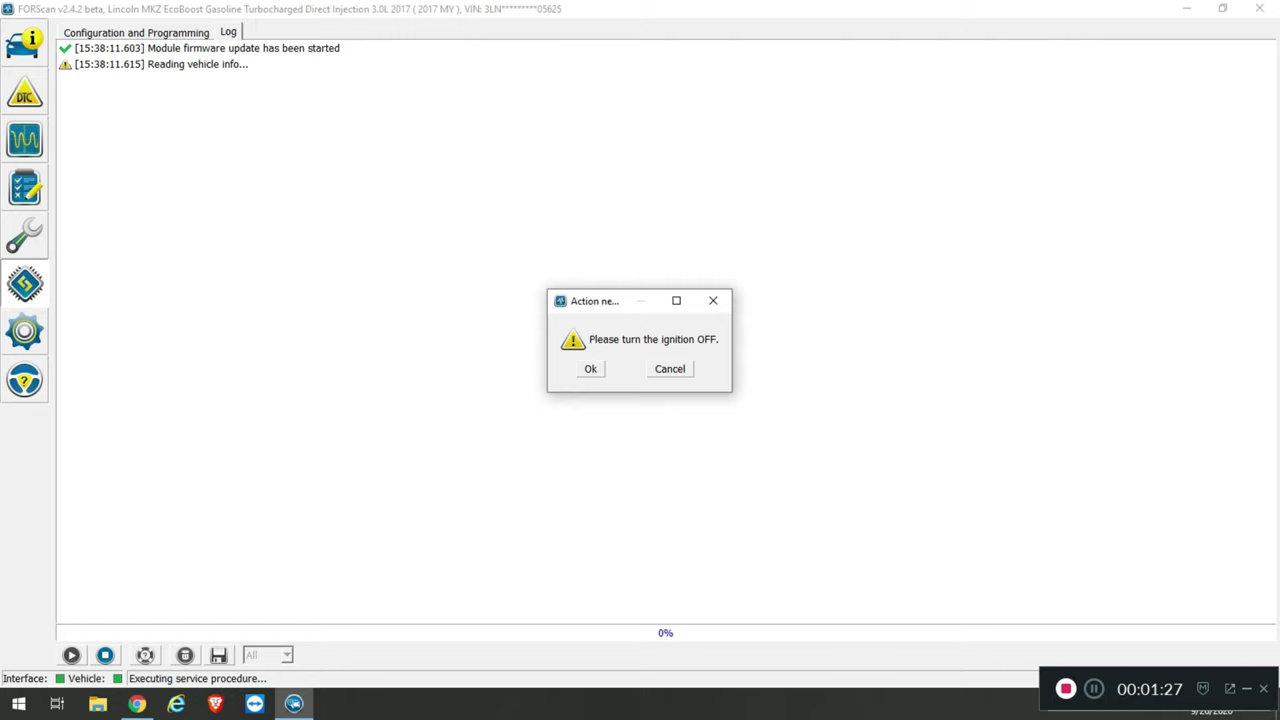 FORScan v2.4.2 beta, Lincoln MKZ EcoBoost Gasoline Turbocharged Direct Injection 3.0L 2017 ( 2017 MY ), VIN: 3LN*********05625
Configuration and Programming
Log
[15:38:11.603] Module firmware update has been started
[15:38:11.615] Reading vehicle info...
DTC
Action ne...
Please turn the ignition OFF.
Ok
Cancel
0%
All
Interface:
Vehicle:
Executing service procedure...
00:01:27